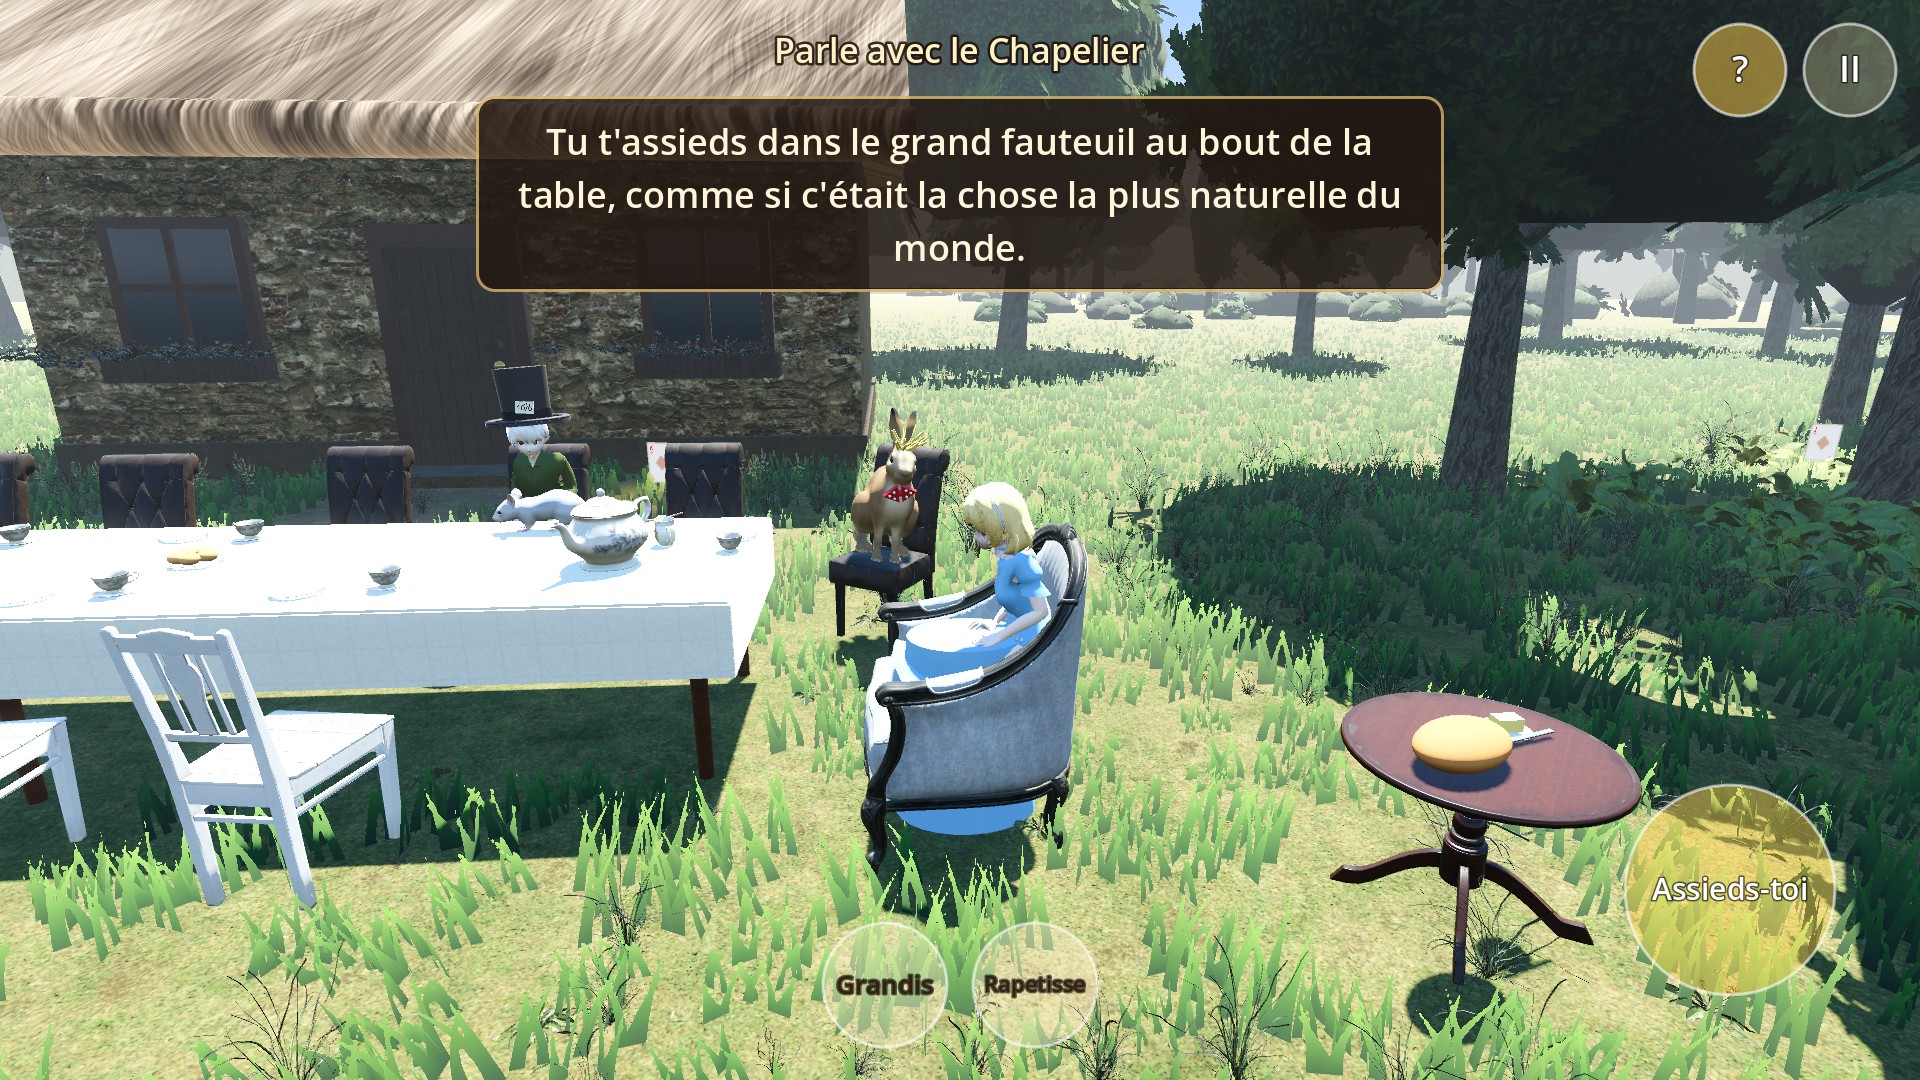 Parle avec le Chapelier
?
Tu t'assieds dans le grand fauteuil au bout de la
table, comme si c'était la chose la plus naturelle du
monde.
Assieds-toi
Grandis
Rapetisse